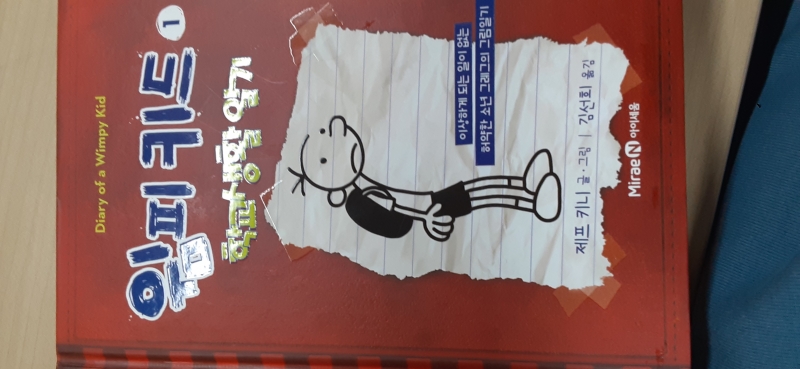 Diary of a Wimpy Kid
윔피 키드 1
학교생활 일기
이상하게 되는 일이 없는
허약한 소년 그레그의 그림일기
제프 키니 글·그림 | 김선희 옮김
Mirae N 아이세움